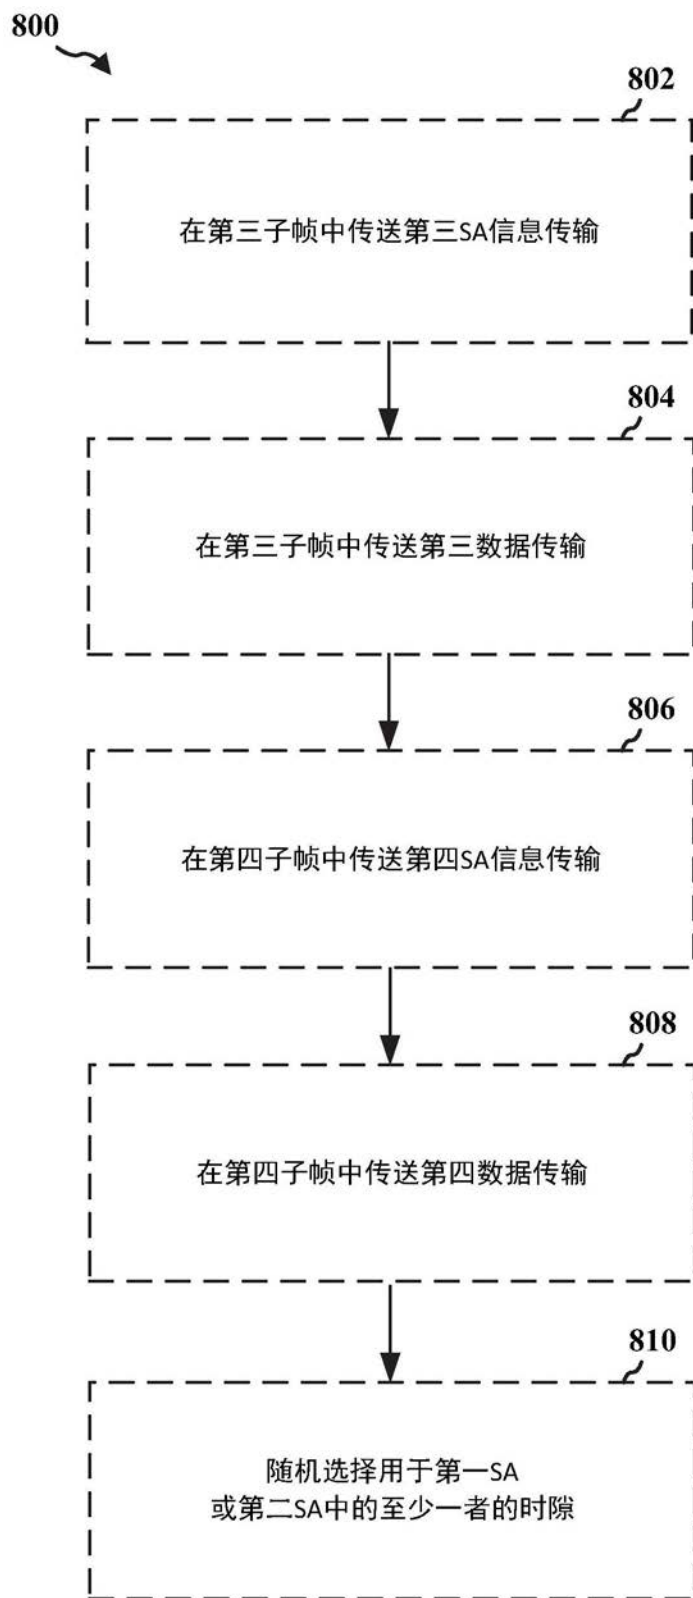 800
802
在第三子帧中传送第三SA信息传输
804
在第三子帧中传送第三数据传输
806
在第四子帧中传送第四SA信息传输
808
在第四子帧中传送第四数据传输
810
随机选择用于第一SA
或第二SA中的至少一者的时隙